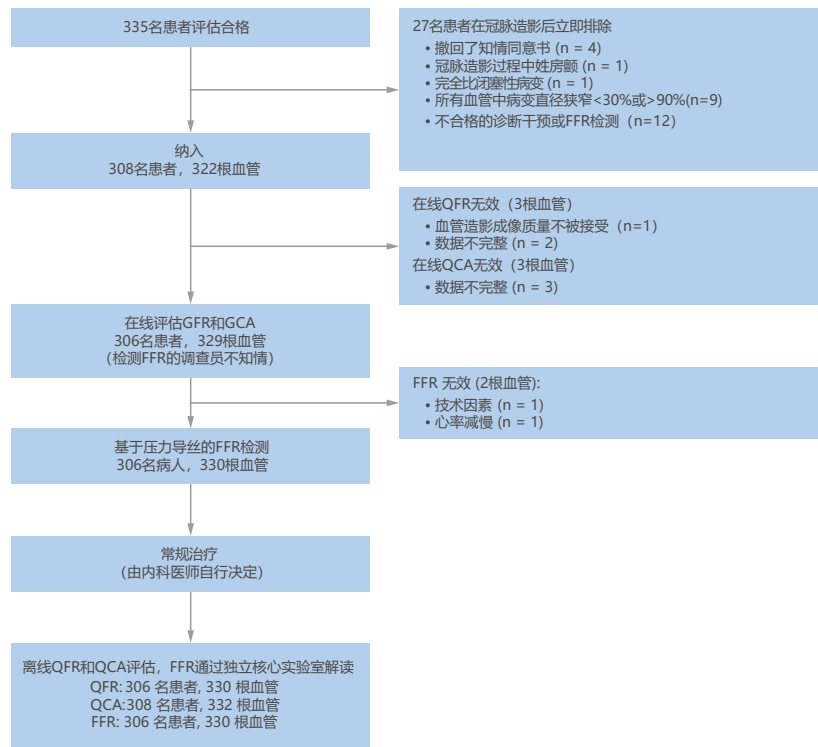 335名患者评估合格
27名患者在冠脉造影后立即排除
• 撤回了知情同意书 (n = 4)
• 冠脉造影过程中姓房颤 (n = 1)
• 完全比闭塞性病变 (n = 1)
• 所有血管中病变直径狭窄<30%或>90%(n=9)
• 不合格的诊断干预或FFR检测（n=12）
纳入
308名患者，322根血管
在线QFR无效（3根血管）
• 血管造影成像质量不被接受（n=1）
• 数据不完整 (n = 2)
在线QCA无效（3根血管）
• 数据不完整 (n = 3)
在线评估GFR和GCA
306名患者，329根血管
（检测FFR的调查员不知情）
FFR 无效 (2根血管):
• 技术因素 (n = 1)
• 心率减慢 (n = 1)
基于压力导丝的FFR检测
306名病人，330根血管
常规治疗
（由内科医师自行决定）
离线QFR和QCA评估，FFR通过独立核心实验室解读
QFR: 306 名患者, 330 根血管
QCA:308 名患者, 332 根血管
FFR: 306 名患者, 330 根血管